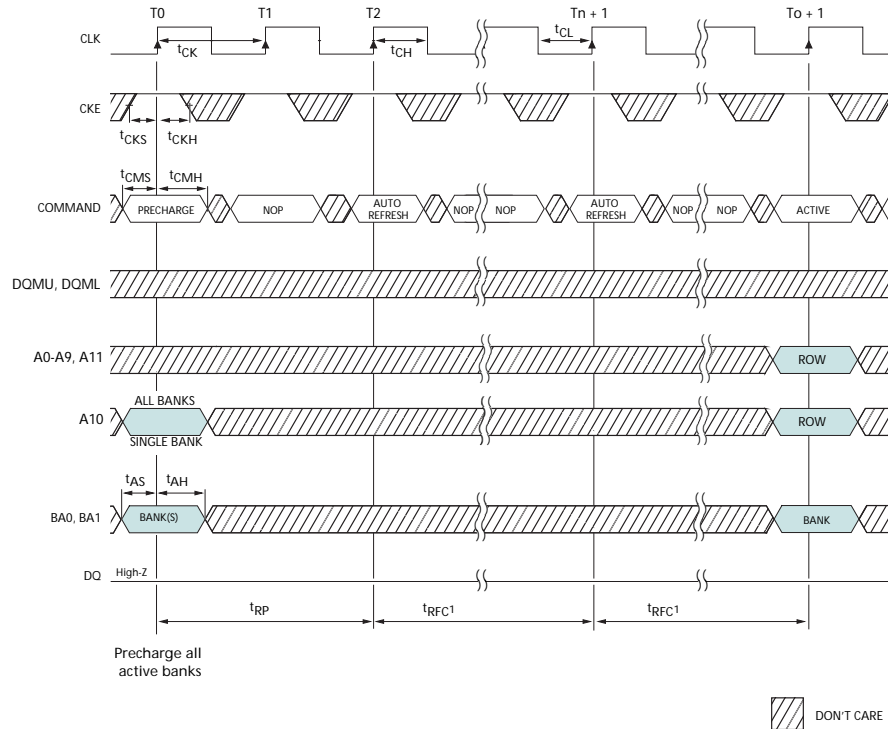 T0 T1 T2 Tn + 1 To + 1
CLK
tCK tCH tCL
CKE
tCKS tCKH
tCMS tCMH
COMMAND PRECHARGE NOP AUTO REFRESH NOP NOP AUTO REFRESH NOP NOP ACTIVE
DQMU, DQML
A0-A9, A11 ROW
ALL BANKS
A10 ROW
SINGLE BANK
tAS tAH
BA0, BA1 BANK(S) BANK
DQ High-Z
tRP tRFC1 tRFC1
Precharge all
active banks
DON'T CARE